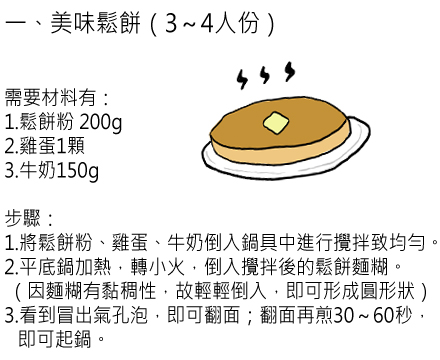 一、美味鬆餅（3～4人份）
需要材料有：
1.鬆餅粉 200g
2.雞蛋1顆
3.牛奶150g
步驟：
1.將鬆餅粉、雞蛋、牛奶倒入鍋具中進行攪拌致均勻。
2.平底鍋加熱，轉小火，倒入攪拌後的鬆餅麵糊。
（因麵糊有黏稠性，故輕輕倒入，即可形成圓形狀）
3.看到冒出氣孔泡，即可翻面；翻面再煎30～60秒，
即可起鍋。